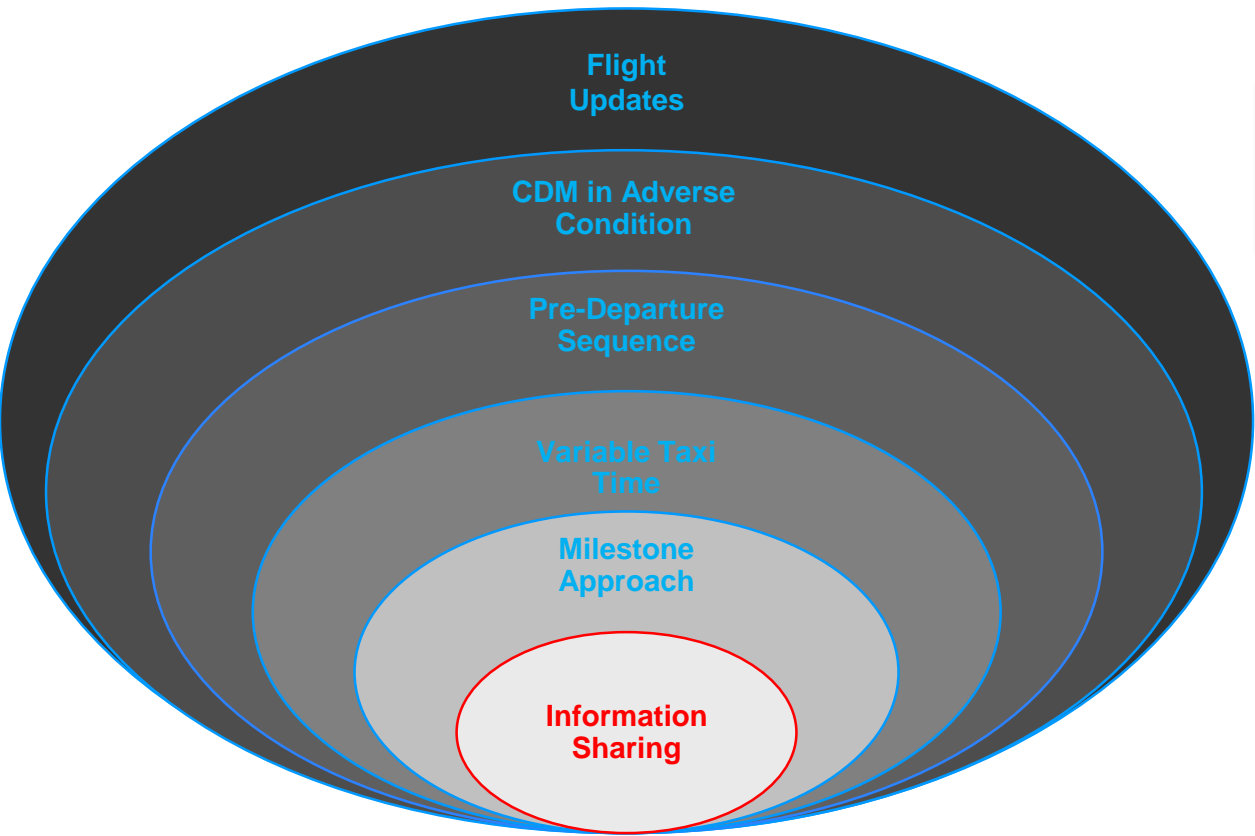 Flight
Updates
CDM in Adverse
Condition
Pre-Departure
Sequence
Variable Taxi
Time
Milestone
Approach
Information
Sharing